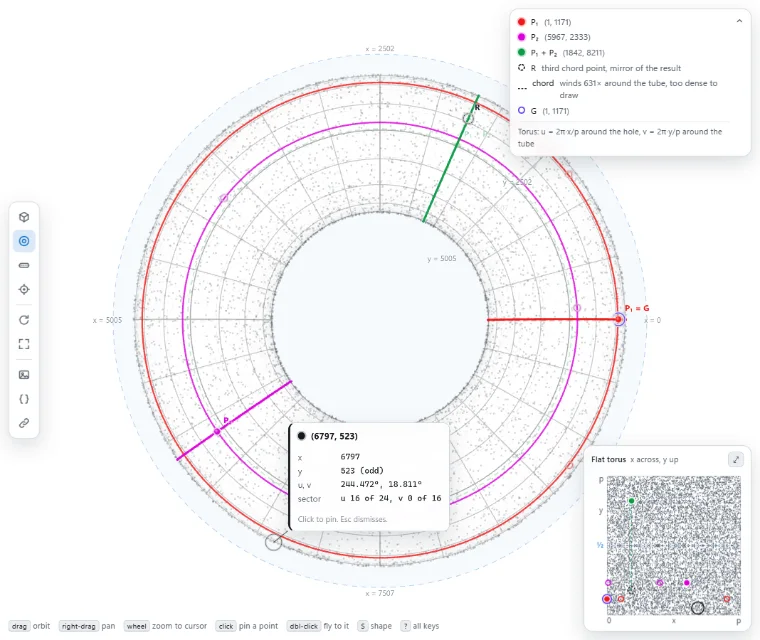 P₁ (1, 1171)
P₂ (5967, 2333)
P₁ + P₂ (1842, 8211)
R third chord point, mirror of the result
chord winds 631× around the tube, too dense to
draw
G (1, 1171)
Torus: u = 2π x/p around the hole, v = 2π y/p around the
tube
x = 2502
R
y = 2502
y = 5005
x = 5005
P₁ = G
x = 0
P
(6797, 523)
x 6797
y 523 (odd)
u, v 244.472°, 18.811°
sector u 16 of 24, v 0 of 16
Click to pin. Esc dismisses.
x = 7507
Flat torus x across, y up
p
y
½
0 x p
drag orbit right-drag pan wheel zoom to cursor click pin a point dbl-click fly to it S shape ? all keys